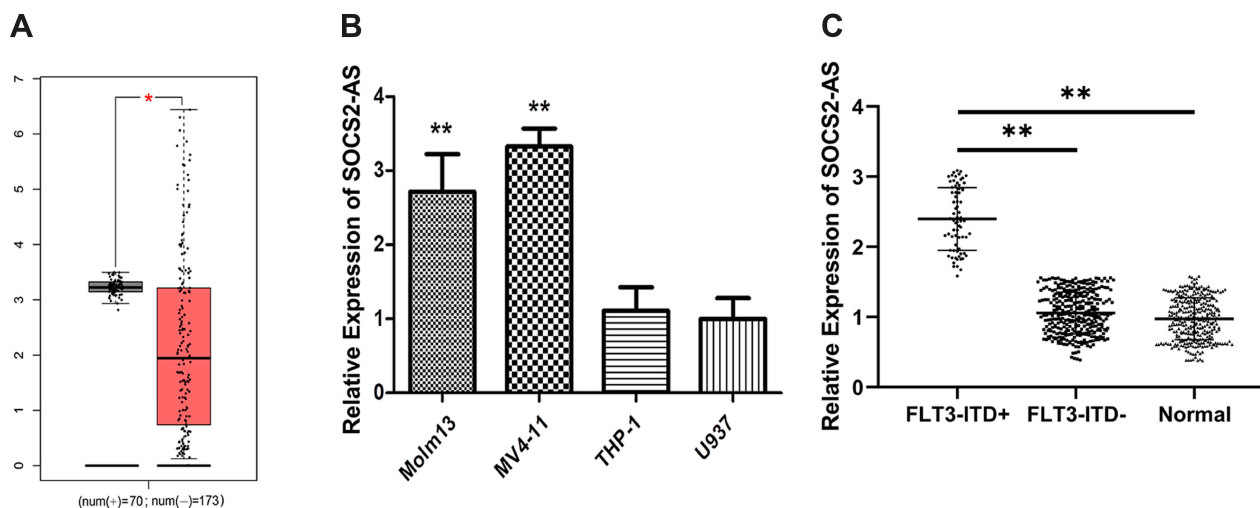 A
7
6
5
4
3
2
1
0
*
(num(+)=70; num(−)=173)
B
Relative Expression of SOCS2-AS
4
3
2
1
0
**
**
Molm13
MV4-11
THP-1
U937
C
Relative Expression of SOCS2-AS
4
3
2
1
0
**
**
FLT3-ITD+
FLT3-ITD-
Normal